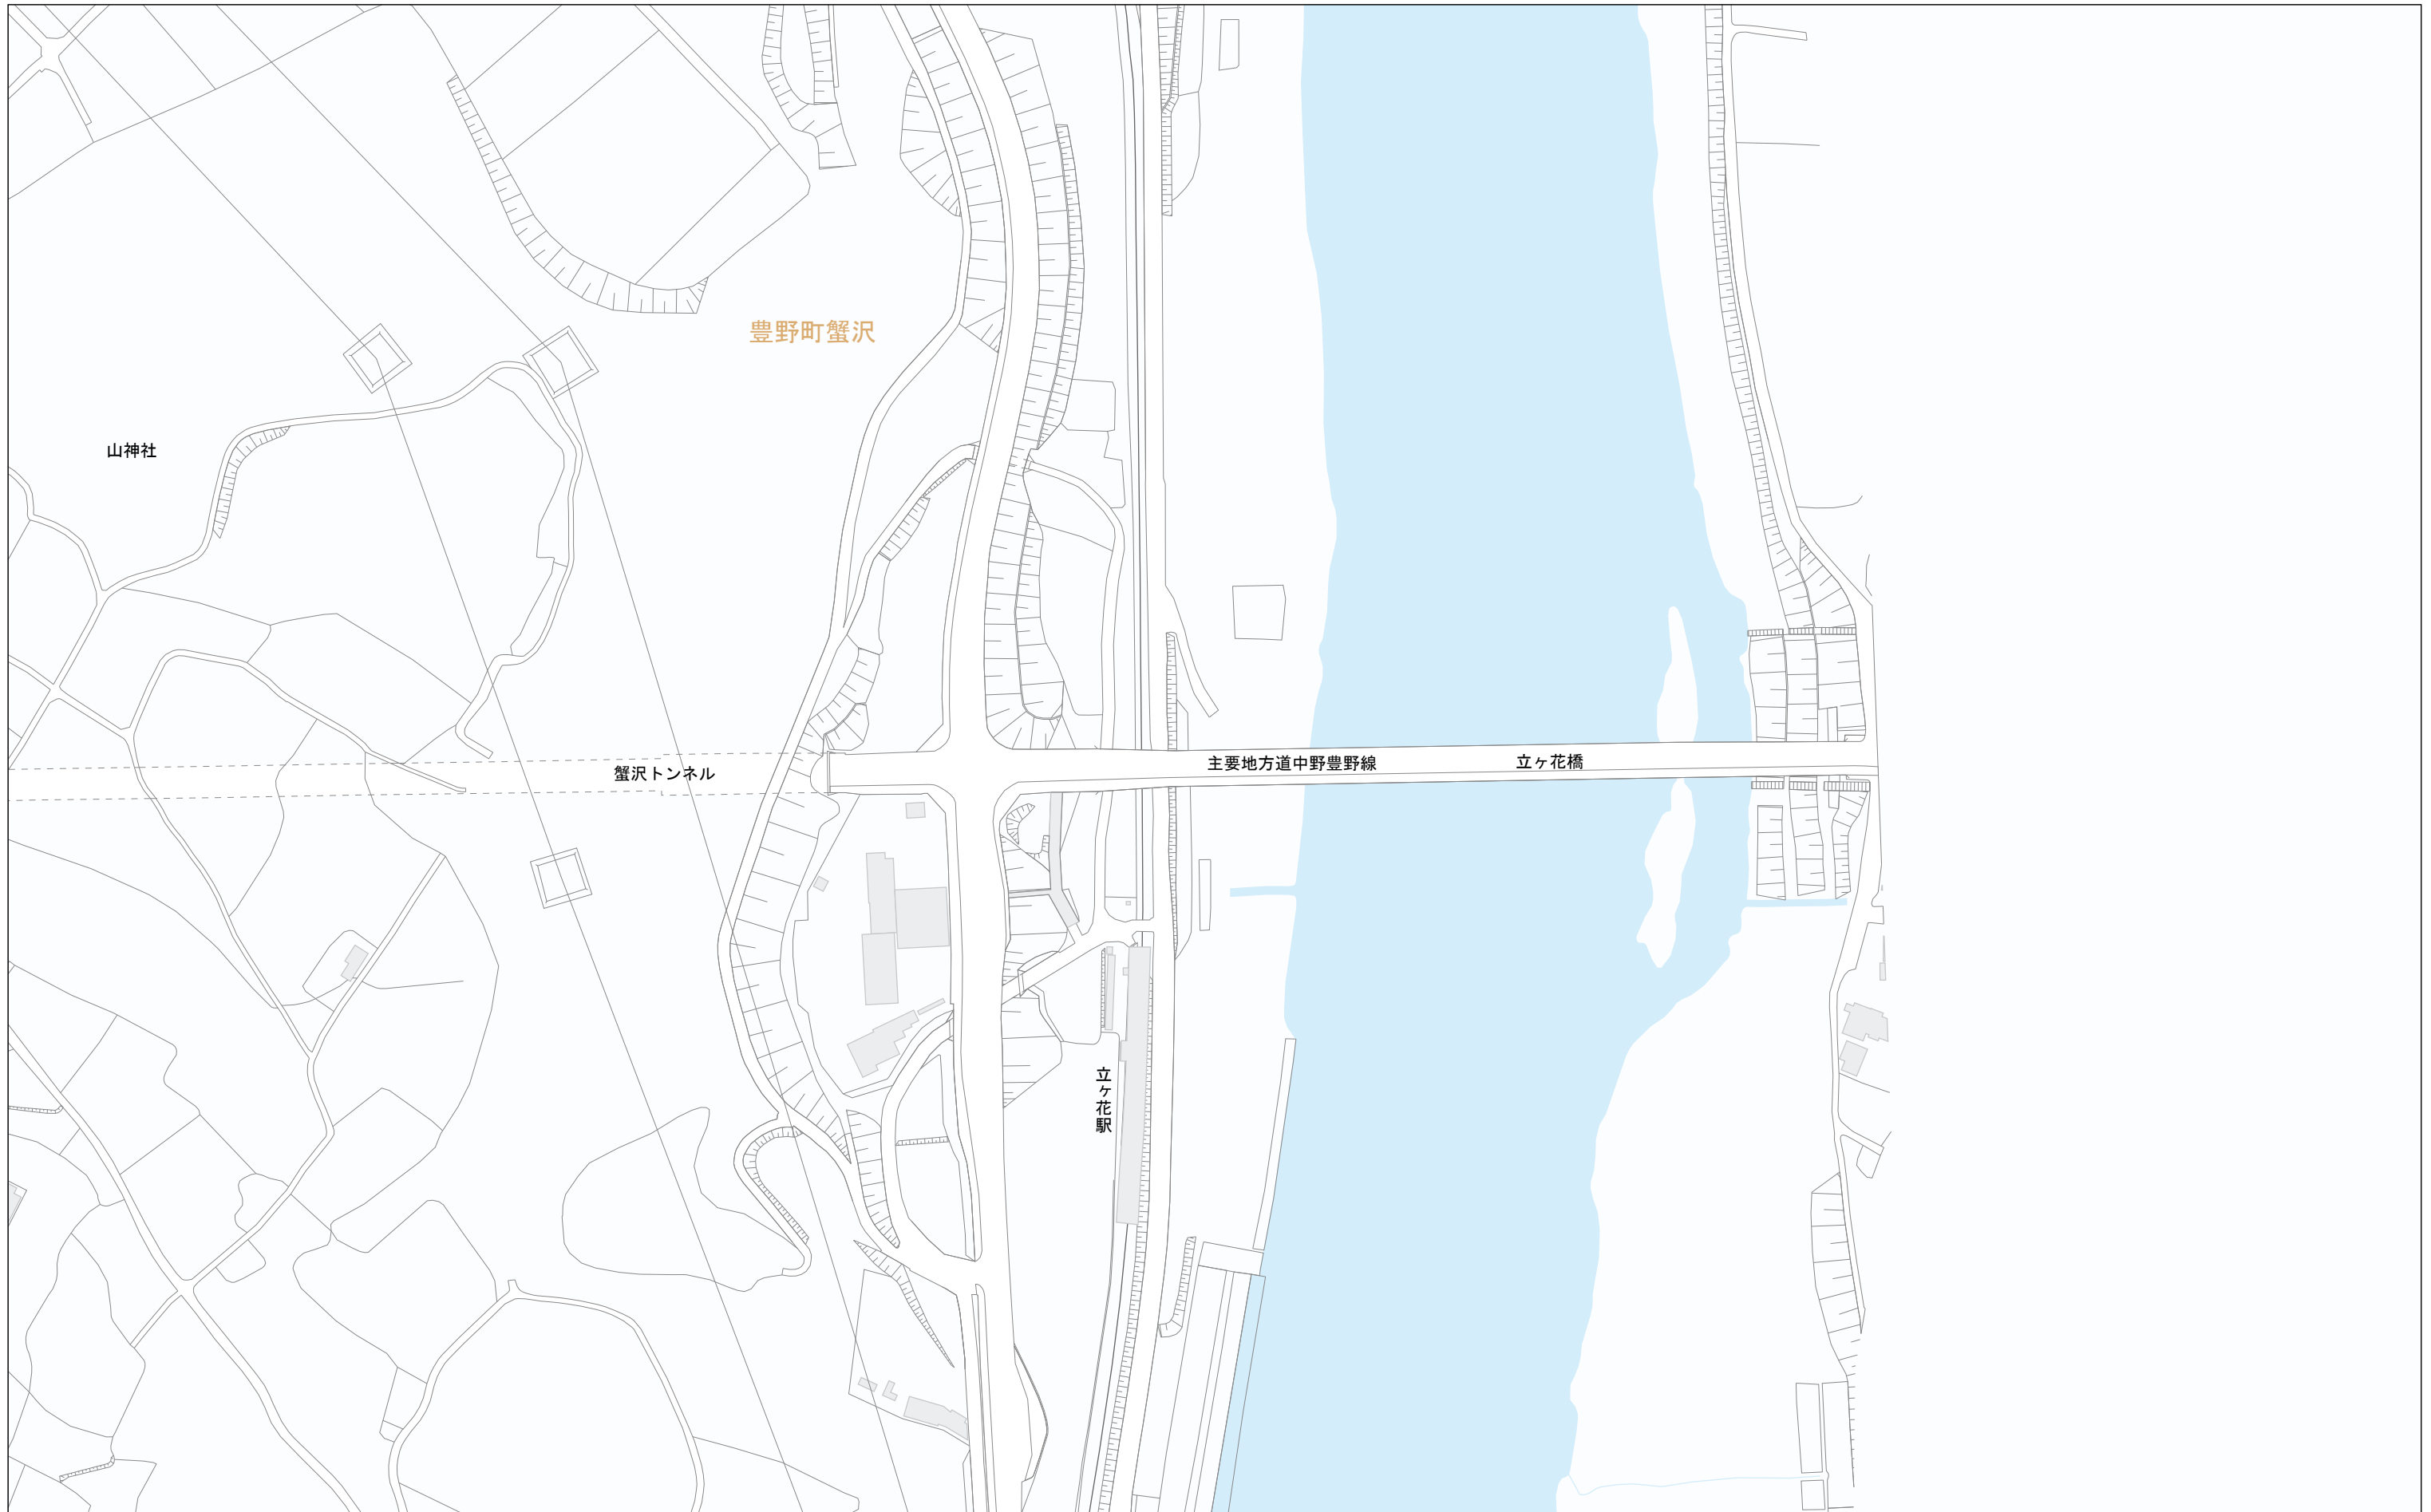 豊野町蟹沢
山神社
主要地方道中野豊野線
立ヶ花橋
蟹沢トンネル
立ヶ花駅